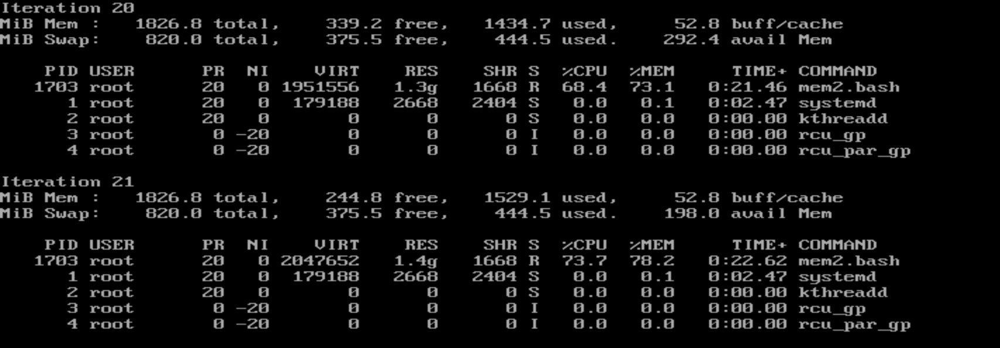 Iteration 20
MiB Mem :   1826.8 total,    339.2 free,   1434.7 used,     52.8 buff/cache
MiB Swap:    820.0 total,    375.5 free,    444.5 used.    292.4 avail Mem
    PID USER      PR  NI    VIRT    RES    SHR S  %CPU  %MEM     TIME+ COMMAND
   1703 root      20   0 1951556   1.3g   1668 R  68.4  73.1   0:21.46 mem2.bash
      1 root      20   0  179188   2668   2404 S   0.0   0.1   0:02.47 systemd
      2 root      20   0       0      0      0 S   0.0   0.0   0:00.00 kthreadd
      3 root       0 -20       0      0      0 I   0.0   0.0   0:00.00 rcu_gp
      4 root       0 -20       0      0      0 I   0.0   0.0   0:00.00 rcu_par_gp
Iteration 21
MiB Mem :   1826.8 total,    244.8 free,   1529.1 used,     52.8 buff/cache
MiB Swap:    820.0 total,    375.5 free,    444.5 used.    198.0 avail Mem
    PID USER      PR  NI    VIRT    RES    SHR S  %CPU  %MEM     TIME+ COMMAND
   1703 root      20   0 2047652   1.4g   1668 R  73.7  78.2   0:22.62 mem2.bash
      1 root      20   0  179188   2668   2404 S   0.0   0.1   0:02.47 systemd
      2 root      20   0       0      0      0 S   0.0   0.0   0:00.00 kthreadd
      3 root       0 -20       0      0      0 I   0.0   0.0   0:00.00 rcu_gp
      4 root       0 -20       0      0      0 I   0.0   0.0   0:00.00 rcu_par_gp